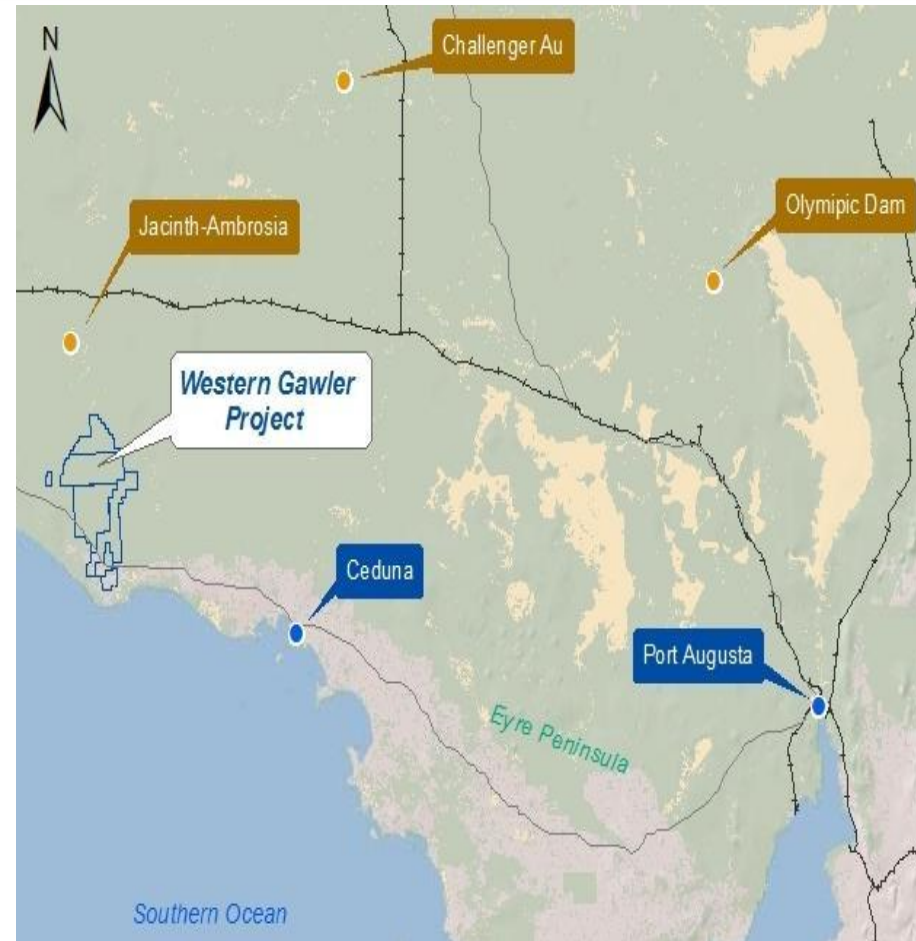 N
Challenger Au
Olymipic Dam
Jacinth-Ambrosia
Western Gawler
Project
Ceduna
Port Augusta
Eyre Peninsula
Southern Ocean